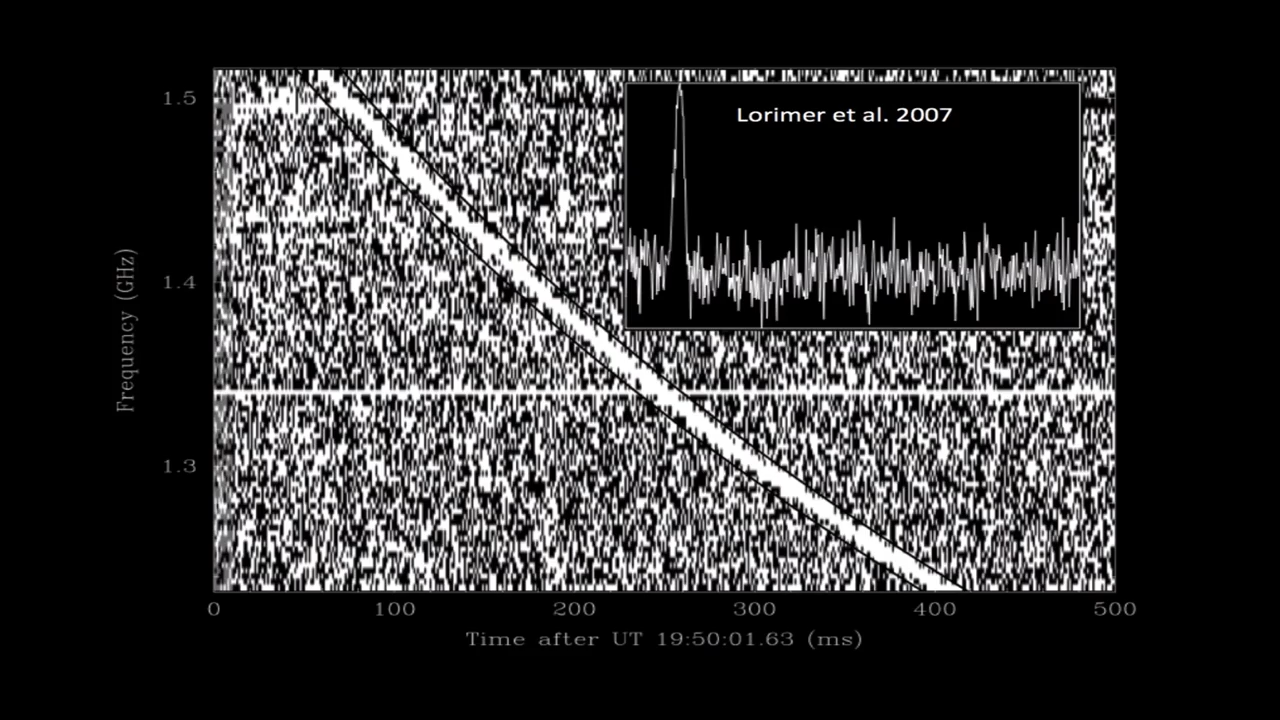 Lorimer et al. 2007
1.5
1.4
1.3
Frequency (GHz)
0 100 200 300 400 500
Time after UT 19:50:01.63 (ms)